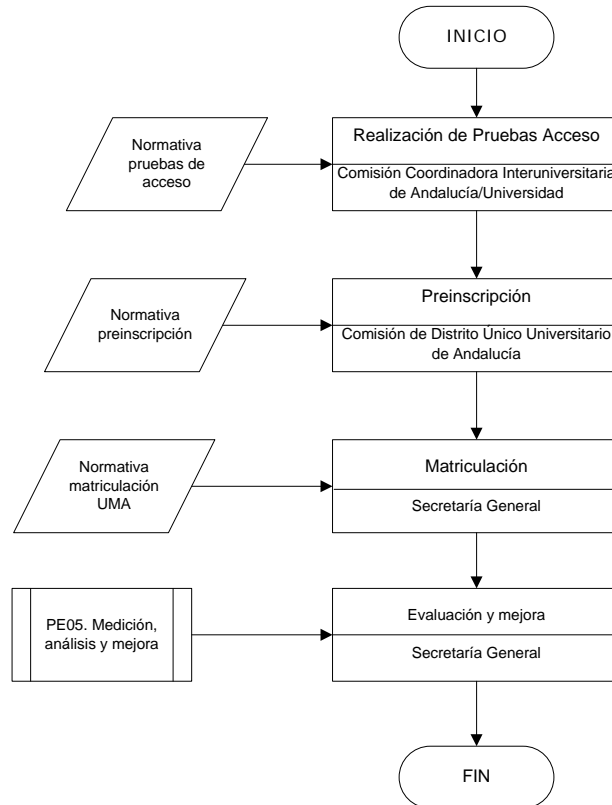 INICIO
Normativa
pruebas de
acceso
Realización de Pruebas Acceso
Comisión Coordinadora Interuniversitaria
de Andalucía/Universidad
Normativa
preinscripción
Preinscripción
Comisión de Distrito Único Universitario
de Andalucía
Normativa
matriculación
UMA
Matriculación
Secretaría General
PE05. Medición,
análisis y mejora
Evaluación y mejora
Secretaría General
FIN